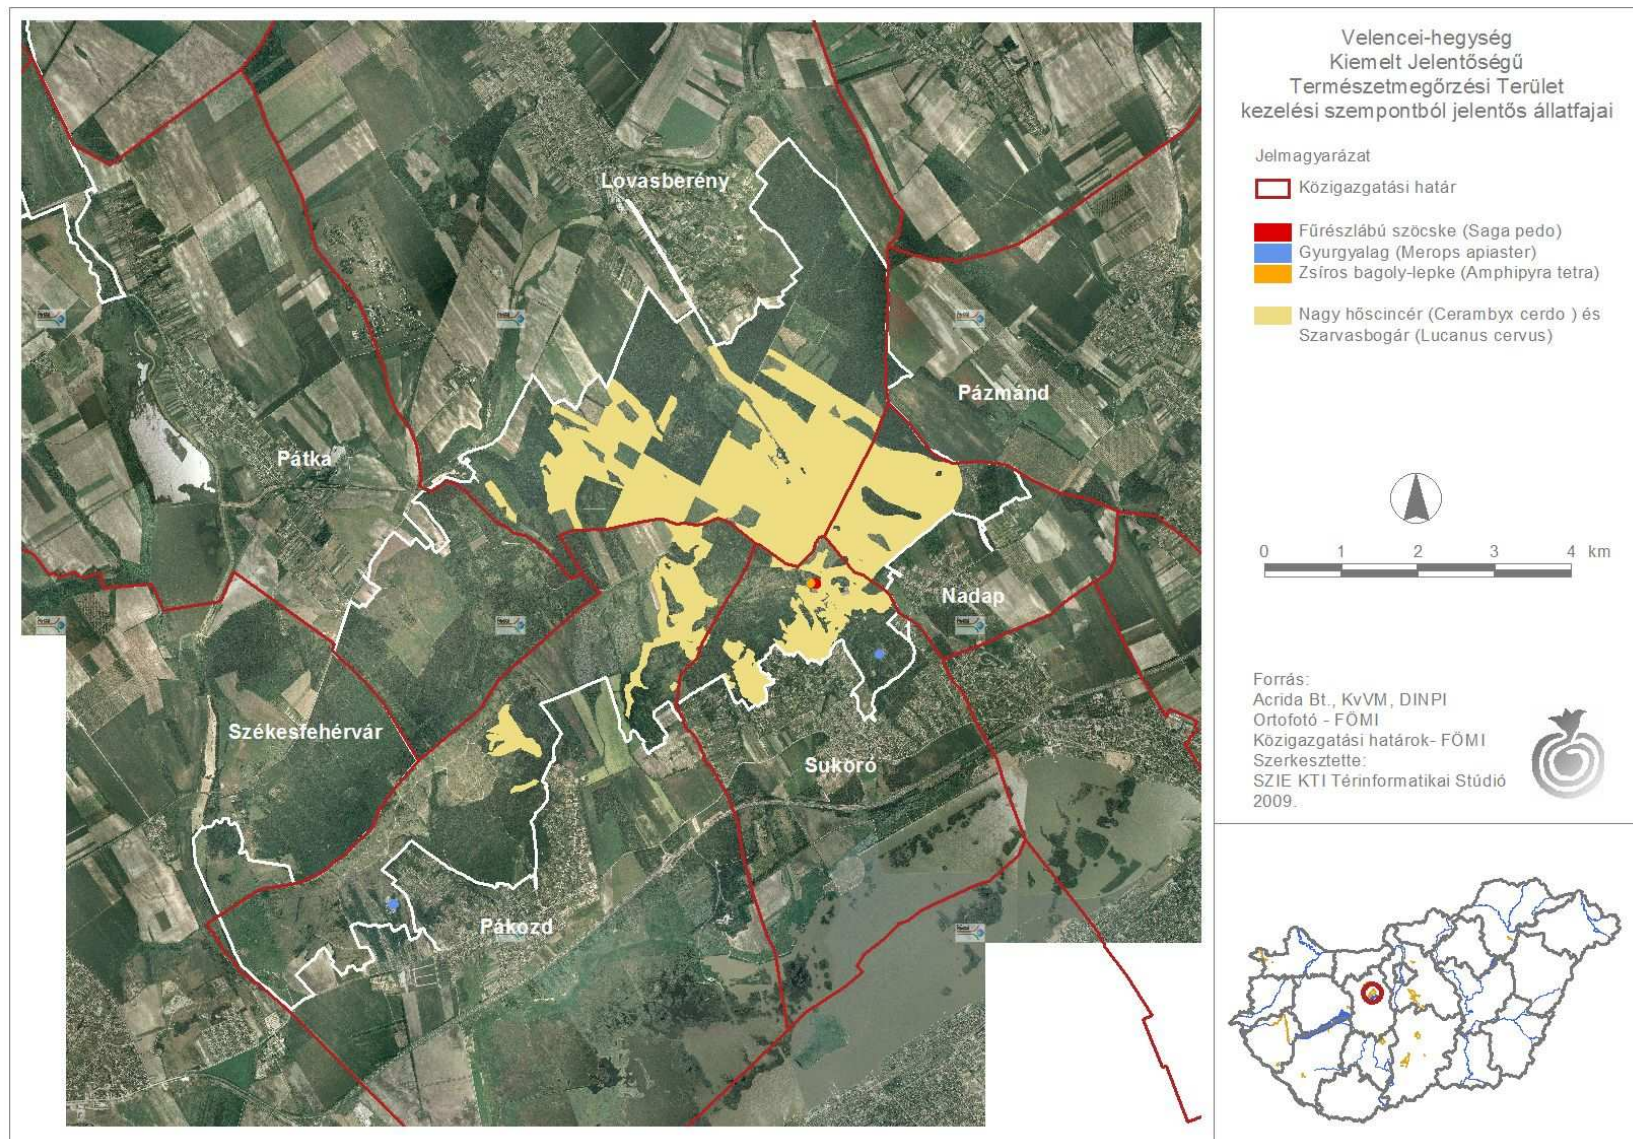 Velencei-hegység
Kiemelt Jelentőségű
Természetmegőrzési Terület
kezelési szempontból jelentős állatfajai
Jelmagyarázat
Közigazgatási határ
Fűrészlábú szöcske (Saga pedo)
Gyurgyalag (Merops apiaster)
Zsíros bagoly-lepke (Amphipyra tetra)
Nagy hőscincér (Cerambyx cerdo ) és
Szarvasbogár (Lucanus cervus)
0 1 2 3 4 km
Forrás:
Acrida Bt., KvVM, DINPI
Ortofotó - FÖMI
Közigazgatási határok- FÖMI
Szerkesztette:
SZIE KTI Térinformatikai Stúdió
2009.
Lovasberény
Pázmánd
Pátka
Nadap
Székesfehérvár
Sukoró
Pákozd